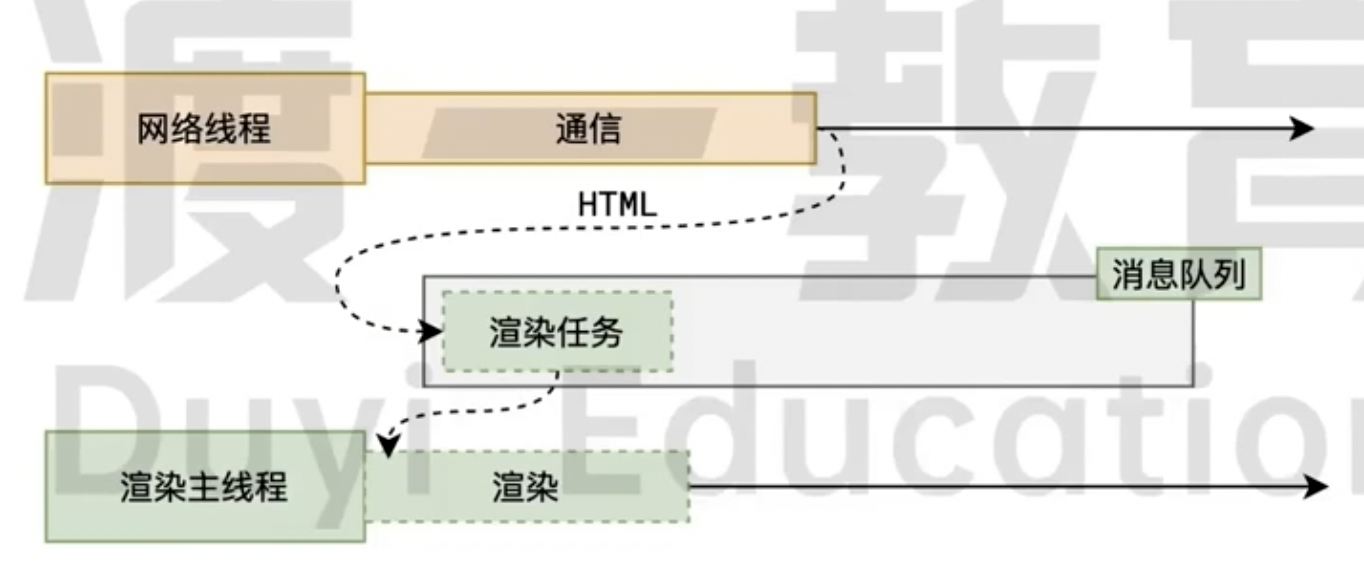 渡一教育
网络线程
通信
HTML
消息队列
渲染任务
Duyi Education
渲染主线程
渲染